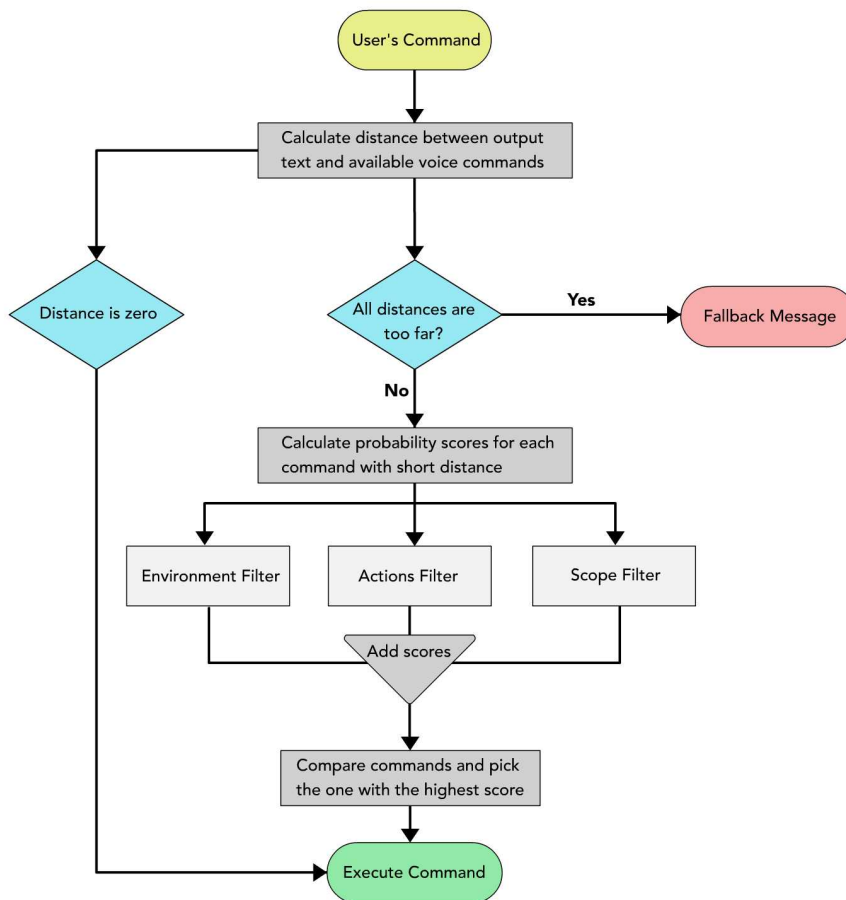 User's Command
Calculate distance between output
text and available voice commands
Distance is zero
All distances are
too far?
Yes
Fallback Message
No
Calculate probability scores for each
command with short distance
Environment Filter
Actions Filter
Scope Filter
Add scores
Compare commands and pick
the one with the highest score
Execute Command